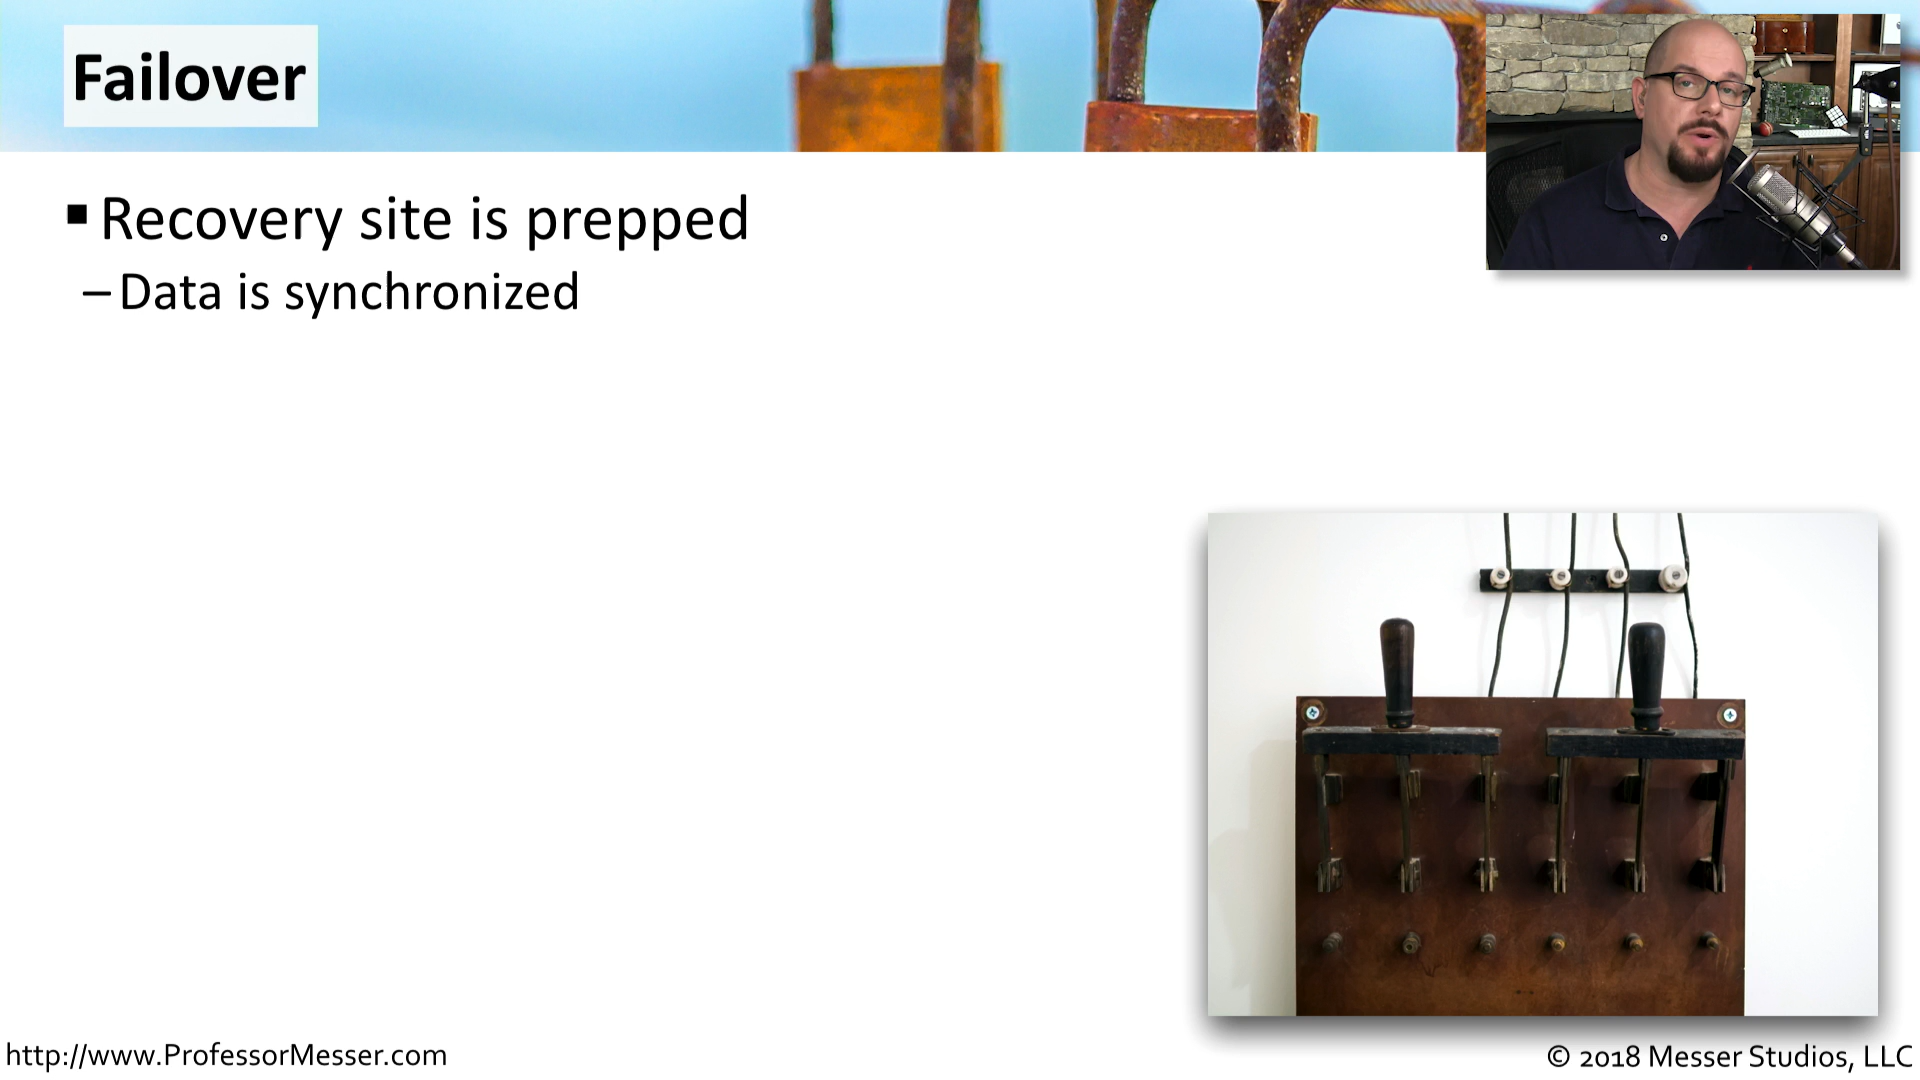 Failover
▪ Recovery site is prepped
– Data is synchronized
http://www.ProfessorMesser.com
© 2018 Messer Studios, LLC